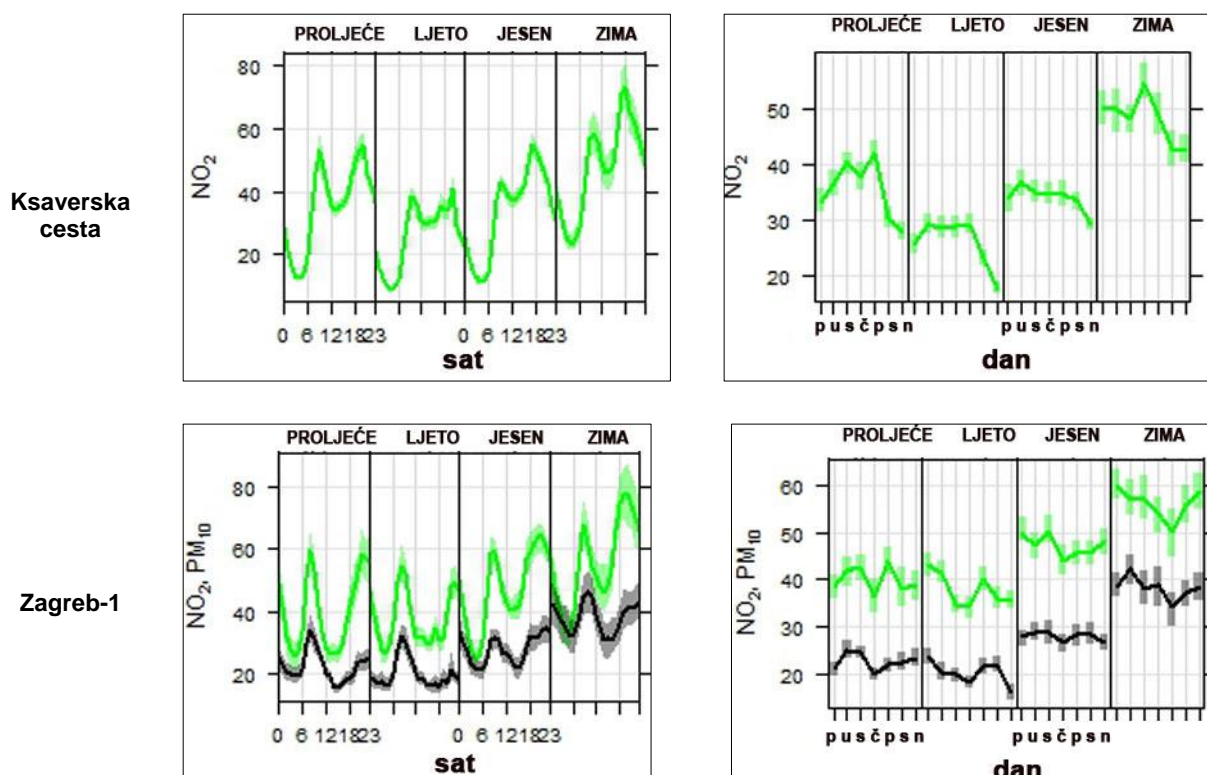 Ksaverska
cesta
PROLJEĆE LJETO JESEN ZIMA
NO2
80
60
40
20
0 6 121823 0 6 121823
sat
PROLJEĆE LJETO JESEN ZIMA
NO2
50
40
30
20
p u s č p s n p u s č p s n
dan
Zagreb-1
PROLJEĆE LJETO JESEN ZIMA
NO2, PM10
80
60
40
20
0 6 121823 0 6 121823
sat
PROLJEĆE LJETO JESEN ZIMA
NO2, PM10
60
50
40
30
20
p u s č p s n p u s č p s n
dan